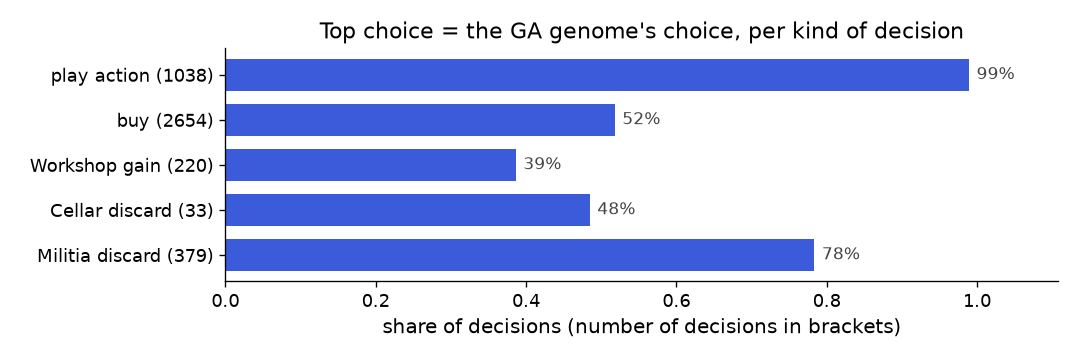 Top choice = the GA genome's choice, per kind of decision
play action (1038)
99%
buy (2654)
52%
Workshop gain (220)
39%
Cellar discard (33)
48%
Militia discard (379)
78%
0.0 0.2 0.4 0.6 0.8 1.0
share of decisions (number of decisions in brackets)